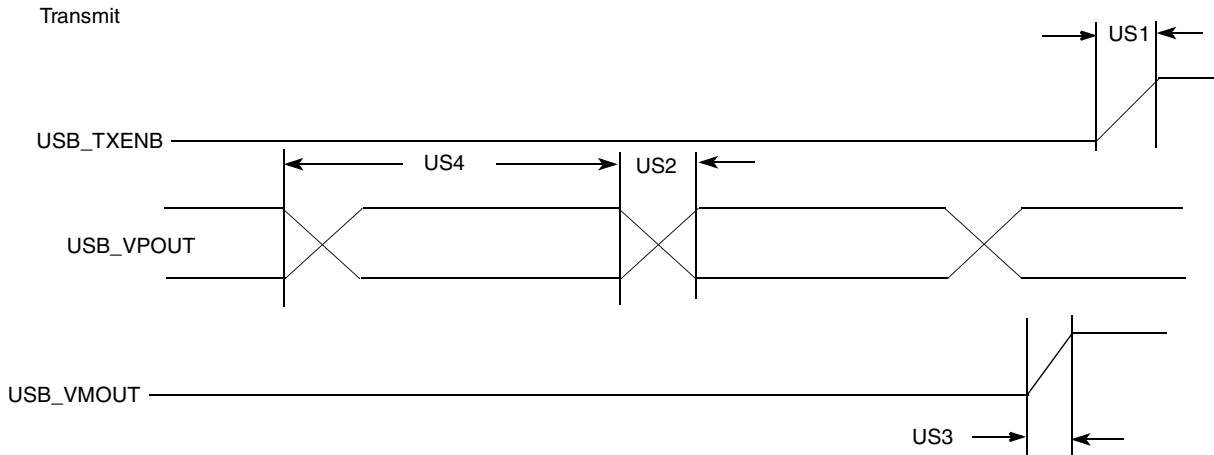 Transmit
US1
USB_TXENB
US4
US2
USB_VPOUT
USB_VMOUT
US3